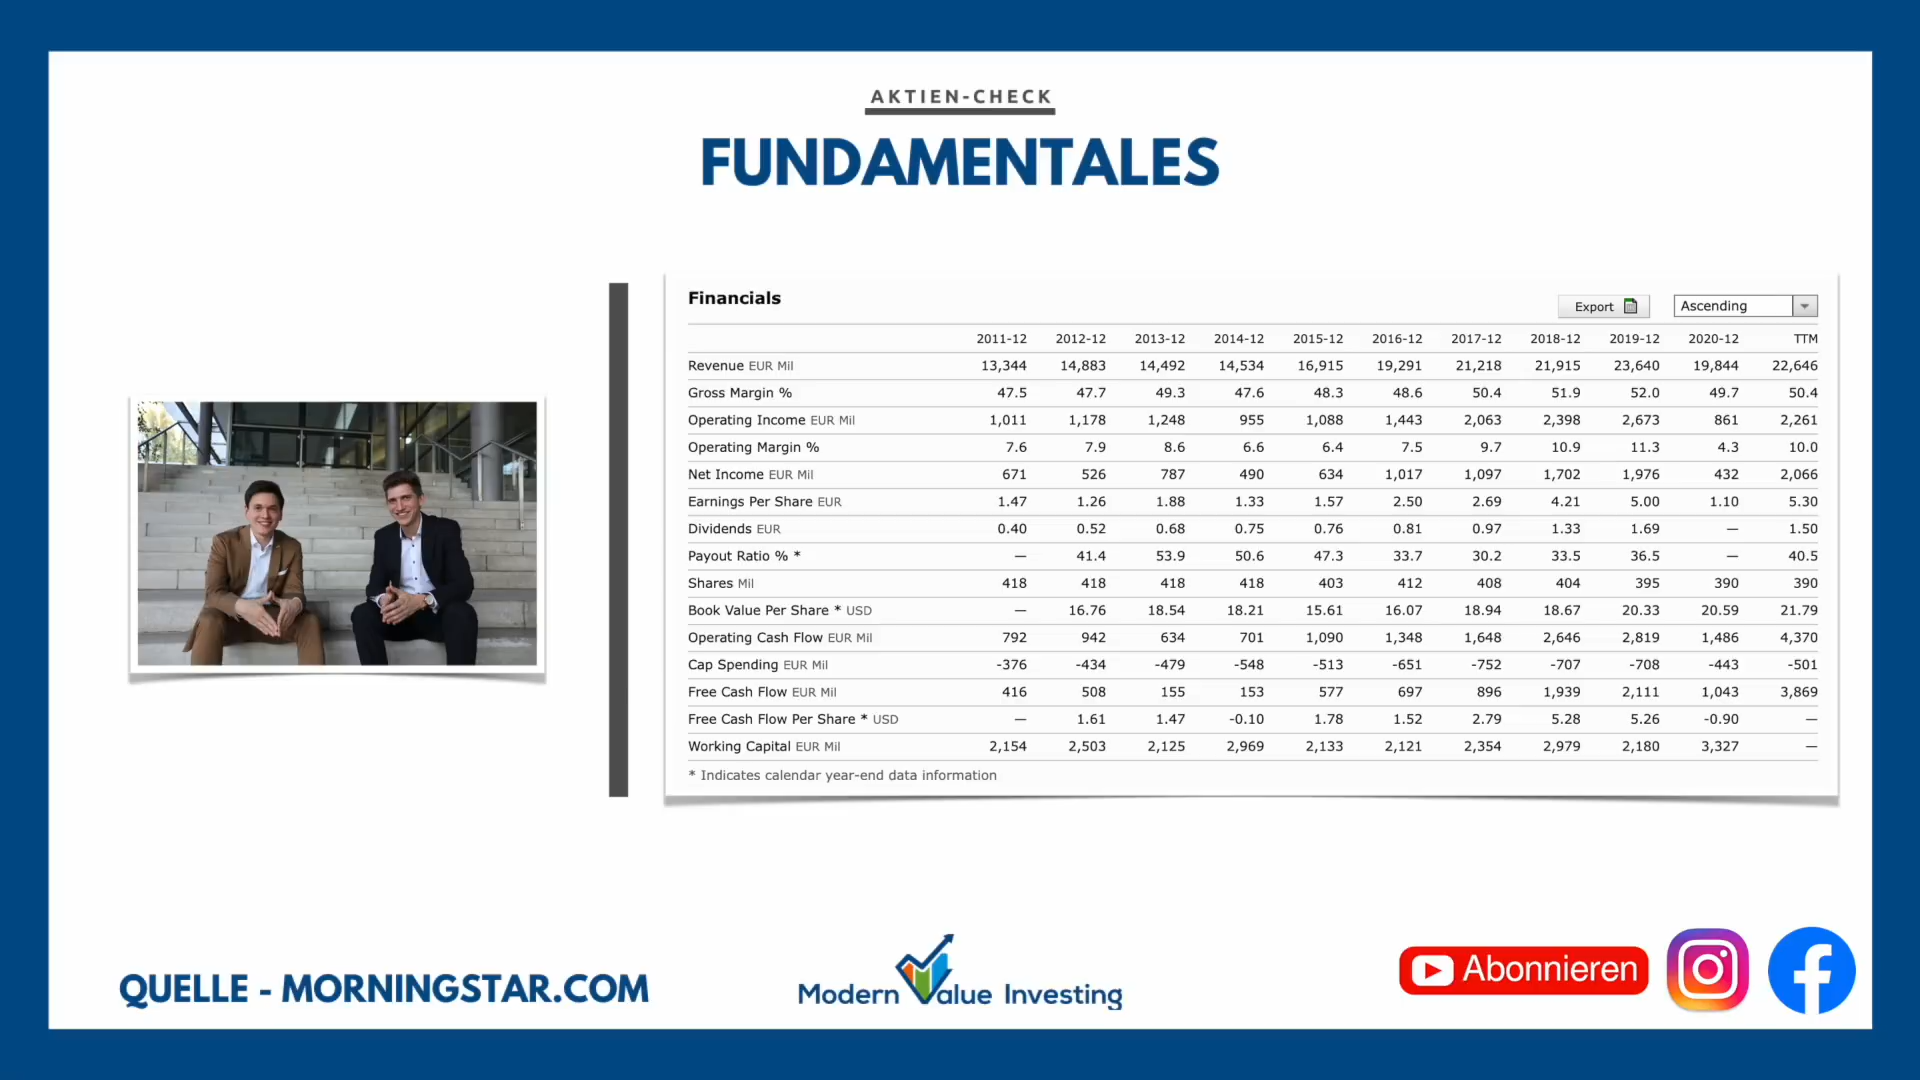 AKTIEN-CHECK
FUNDAMENTALES
Financials
Export
Ascending
2011-12 2012-12 2013-12 2014-12 2015-12 2016-12 2017-12 2018-12 2019-12 2020-12 TTM
Revenue EUR Mil 13,344 14,883 14,492 14,534 16,915 19,291 21,218 21,915 23,640 19,844 22,646
Gross Margin % 47.5 47.7 49.3 47.6 48.3 48.6 50.4 51.9 52.0 49.7 50.4
Operating Income EUR Mil 1,011 1,178 1,248 955 1,088 1,443 2,063 2,398 2,673 861 2,261
Operating Margin % 7.6 7.9 8.6 6.6 6.4 7.5 9.7 10.9 11.3 4.3 10.0
Net Income EUR Mil 671 526 787 490 634 1,017 1,097 1,702 1,976 432 2,066
Earnings Per Share EUR 1.47 1.26 1.88 1.33 1.57 2.50 2.69 4.21 5.00 1.10 5.30
Dividends EUR 0.40 0.52 0.68 0.75 0.76 0.81 0.97 1.33 1.69 — 1.50
Payout Ratio % * — 41.4 53.9 50.6 47.3 33.7 30.2 33.5 36.5 — 40.5
Shares Mil 418 418 418 418 403 412 408 404 395 390 390
Book Value Per Share * USD — 16.76 18.54 18.21 15.61 16.07 18.94 18.67 20.33 20.59 21.79
Operating Cash Flow EUR Mil 792 942 634 701 1,090 1,348 1,648 2,646 2,819 1,486 4,370
Cap Spending EUR Mil -376 -434 -479 -548 -513 -651 -752 -707 -708 -443 -501
Free Cash Flow EUR Mil 416 508 155 153 577 697 896 1,939 2,111 1,043 3,869
Free Cash Flow Per Share * USD — 1.61 1.47 -0.10 1.78 1.52 2.79 5.28 5.26 -0.90 —
Working Capital EUR Mil 2,154 2,503 2,125 2,969 2,133 2,121 2,354 2,979 2,180 3,327 —
* Indicates calendar year-end data information
QUELLE - MORNINGSTAR.COM
Modern Value Investing
Abonnieren